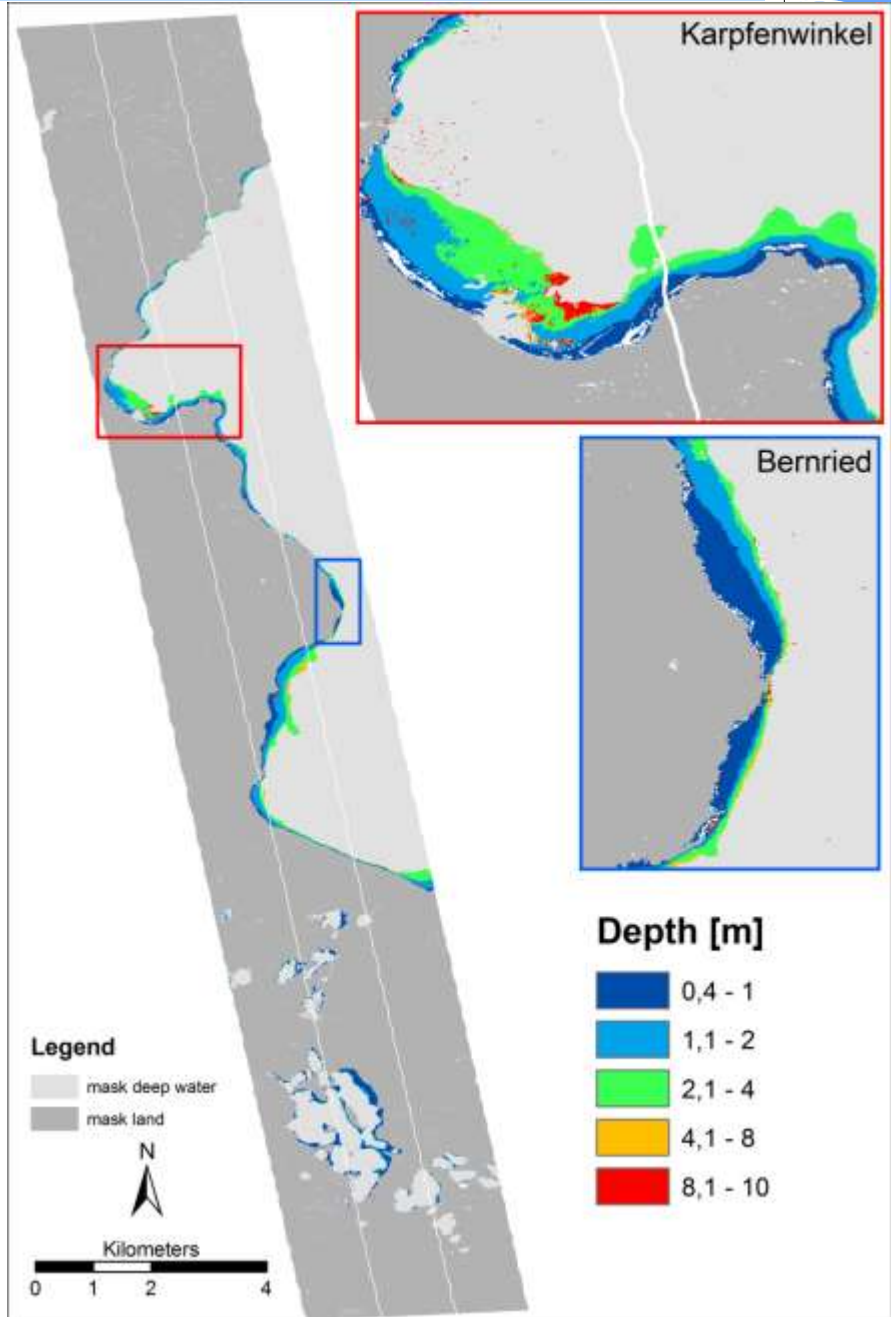 Karpfenwinkel
Bernried
Depth [m]
0,4 - 1
1,1 - 2
2,1 - 4
4,1 - 8
8,1 - 10
Legend
mask deep water
mask land
N
Kilometers
0 1 2 4